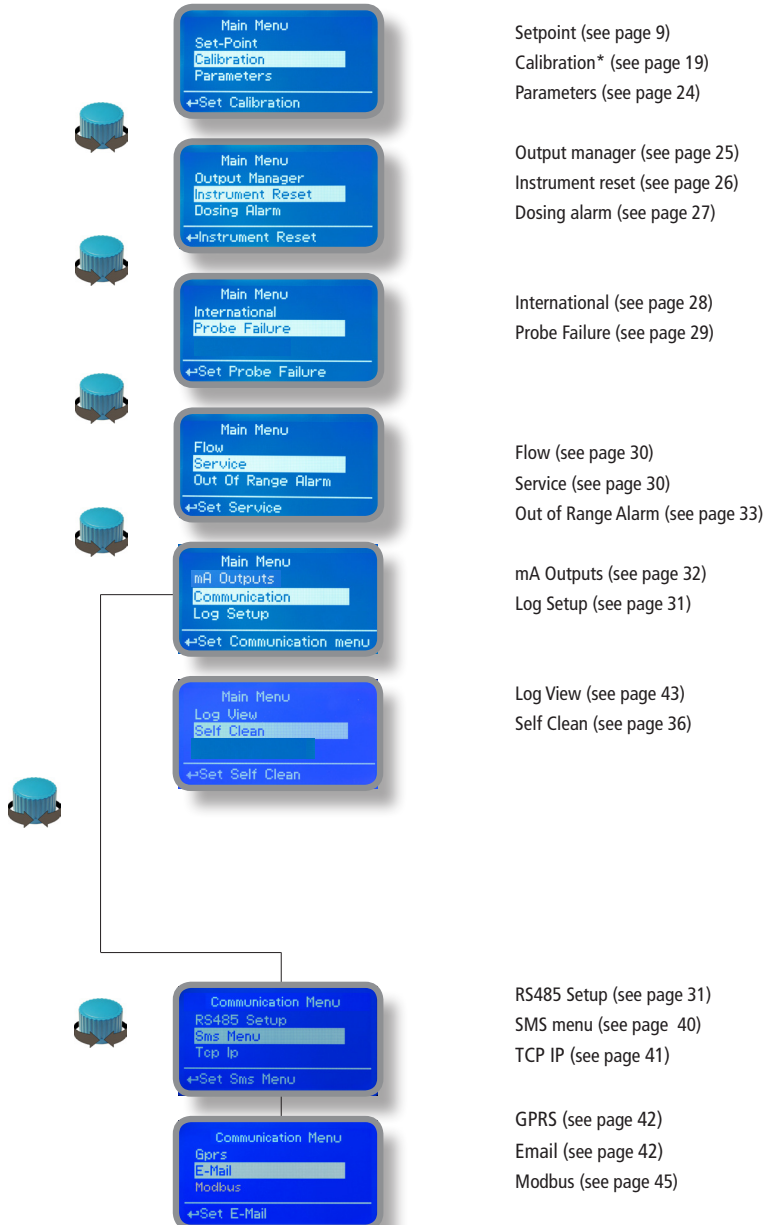 Main Menu
Set-Point
Calibration
Parameters
↵Set Calibration
Setpoint (see page 9)
Calibration* (see page 19)
Parameters (see page 24)
Main Menu
Output Manager
Instrument Reset
Dosing Alarm
↵Instrument Reset
Output manager (see page 25)
Instrument reset (see page 26)
Dosing alarm (see page 27)
Main Menu
International
Probe Failure
↵Set Probe Failure
International (see page 28)
Probe Failure (see page 29)
Main Menu
Flow
Service
Out Of Range Alarm
↵Set Service
Flow (see page 30)
Service (see page 30)
Out of Range Alarm (see page 33)
Main Menu
mA Outputs
Communication
Log Setup
↵Set Communication menu
mA Outputs (see page 32)
Log Setup (see page 31)
Main Menu
Log View
Self Clean
↵Set Self Clean
Log View (see page 43)
Self Clean (see page 36)
Communication Menu
RS485 Setup
Sms Menu
Tcp Ip
↵Set Sms Menu
RS485 Setup (see page 31)
SMS menu (see page  40)
TCP IP (see page 41)
Communication Menu
Gprs
E-Mail
Modbus
↵Set E-Mail
GPRS (see page 42)
Email (see page 42)
Modbus (see page 45)